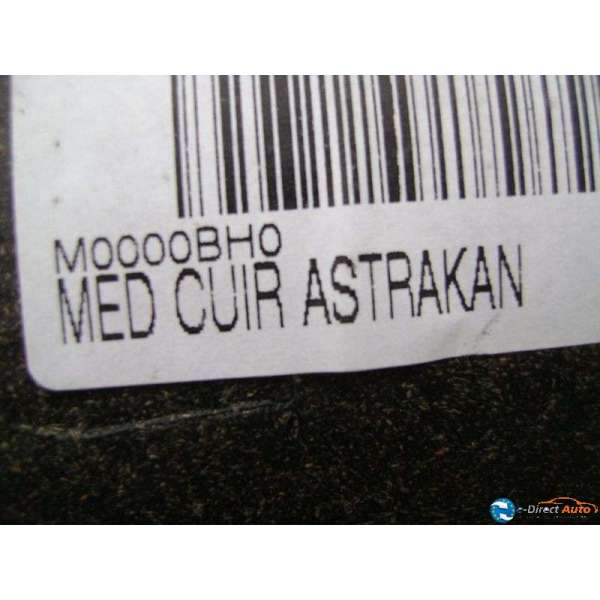 M0000BH0
MED CUIR ASTRAKAN
e-Direct Auto